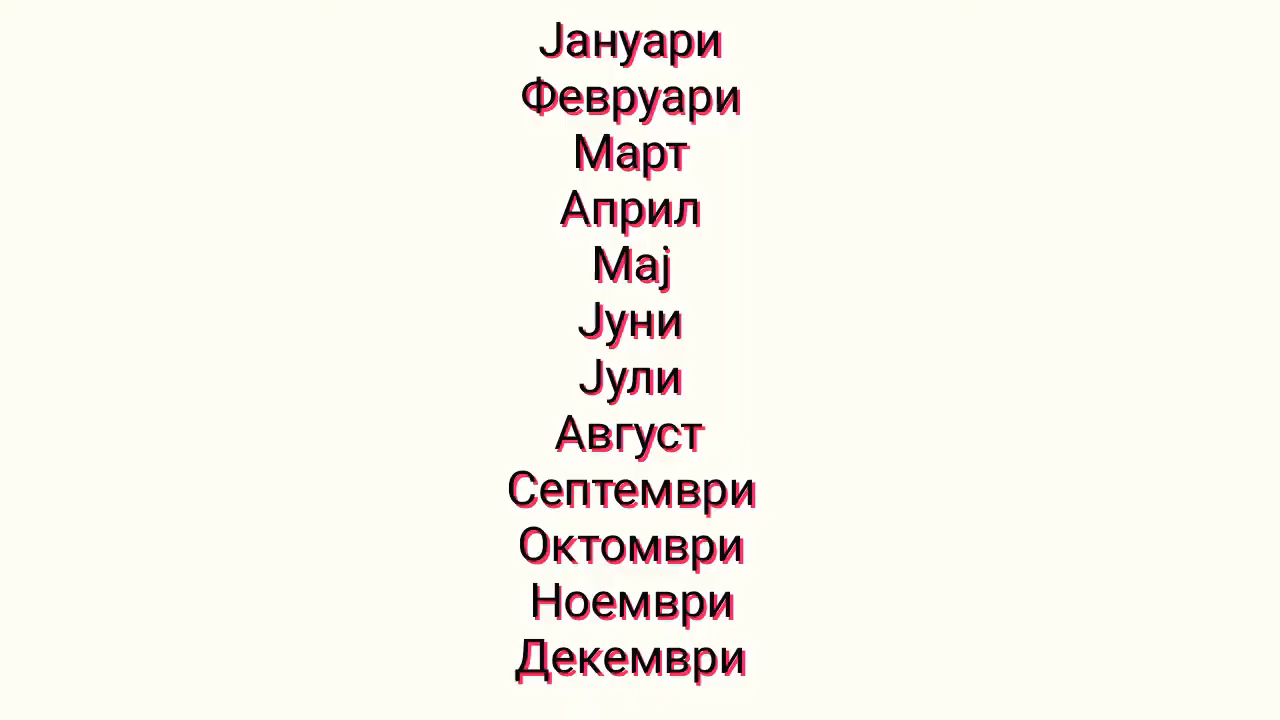 Јануари
Февруари
Март
Април
Мај
Јуни
Јули
Август
Септември
Октомври
Ноември
Декември